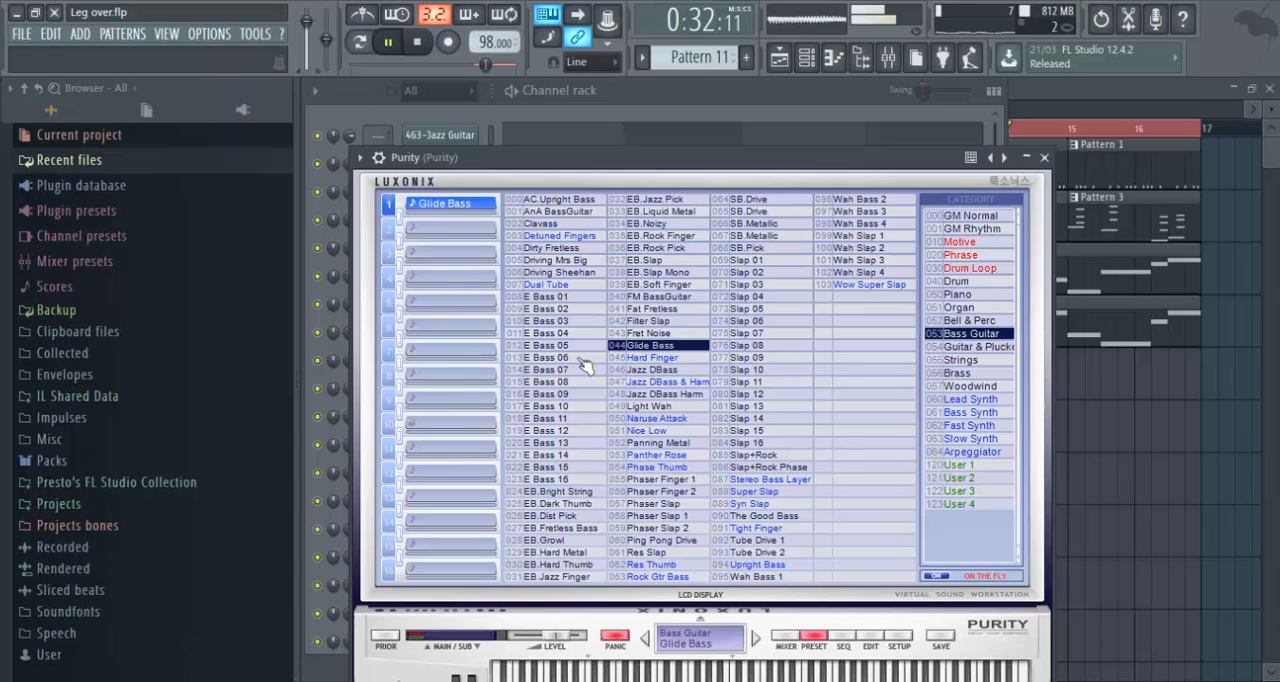 Leg over.flp
FILE EDIT ADD PATTERNS VIEW OPTIONS TOOLS ?
3.2
98.000
Line
0:32:11
Pattern 11
7
812 MB
2
21/03 FL Studio 12.4.2
Released
Browser - All
Current project
Recent files
Plugin database
Plugin presets
Channel presets
Mixer presets
Scores
Backup
Clipboard files
Collected
Envelopes
IL Shared Data
Impulses
Misc
Packs
Presto's FL Studio Collection
Projects
Projects bones
Recorded
Rendered
Sliced beats
Soundfonts
Speech
User
All
Channel rack
Swing
463-Jazz Guitar
15 16 17
Pattern 1
Pattern 3
Purity (Purity)
LUXONIX
룩소닉스
1 Glide Bass
000 AC.Upright Bass
001 AnA BassGuitar
002 Clavass
003 Detuned Fingers
004 Dirty Fretless
005 Driving Mrs Big
006 Driving Sheehan
007 Dual Tube
008 E Bass 01
009 E Bass 02
010 E Bass 03
011 E Bass 04
012 E Bass 05
013 E Bass 06
014 E Bass 07
015 E Bass 08
016 E Bass 09
017 E Bass 10
018 E Bass 11
019 E Bass 12
020 E Bass 13
021 E Bass 14
022 E Bass 15
023 E Bass 16
024 EB.Bright String
025 EB.Dark Thumb
026 EB.Dist Pick
027 EB.Fretless Bass
028 EB.Growl
029 EB.Hard Metal
030 EB.Hard Thumb
031 EB.Jazz Finger
032 EB.Jazz Pick
033 EB.Liquid Metal
034 EB.Noizy
035 EB.Rock Finger
036 EB.Rock Pick
037 EB.Slap
038 EB.Slap Mono
039 EB.Soft Finger
040 FM BassGuitar
041 Fat Fretless
042 Filter Slap
043 Fret Noise
044 Glide Bass
045 Hard Finger
046 Jazz DBass
047 Jazz DBass & Harm
048 Jazz DBass Harm
049 Light Wah
050 Naruse Attack
051 Nice Low
052 Panning Metal
053 Panther Rose
054 Phase Thumb
055 Phaser Finger 1
056 Phaser Finger 2
057 Phaser Slap 1
058 Phaser Slap 2
060 Ping Pong Drive
061 Res Slap
062 Res Thumb
063 Rock Gtr Bass
064 SB.Drive
065 SB.Drive
066 SB.Metallic
067 SB.Metallic
068 SB.Pick
069 Slap 01
070 Slap 02
071 Slap 03
072 Slap 04
073 Slap 05
074 Slap 06
075 Slap 07
076 Slap 08
077 Slap 09
078 Slap 10
079 Slap 11
080 Slap 12
081 Slap 13
082 Slap 14
083 Slap 15
084 Slap 16
085 Slap+Rock
086 Slap+Rock Phase
087 Stereo Bass Layer
088 Super Slap
089 Syn Slap
090 The Good Bass
091 Tight Finger
092 Tube Drive 1
093 Tube Drive 2
094 Upright Bass
095 Wah Bass 1
096 Wah Bass 2
097 Wah Bass 3
098 Wah Bass 4
099 Wah Slap 1
100 Wah Slap 2
101 Wah Slap 3
102 Wah Slap 4
103 Wow Super Slap
CATEGORY
000 GM Normal
001 GM Rhythm
010 Motive
020 Phrase
030 Drum Loop
040 Drum
050 Piano
051 Organ
052 Bell & Perc
053 Bass Guitar
054 Guitar & Plucke
055 Strings
056 Brass
057 Woodwind
060 Lead Synth
061 Bass Synth
062 Fast Synth
063 Slow Synth
064 Arpeggiator
120 User 1
121 User 2
122 User 3
123 User 4
ON ON THE FLY
LCD DISPLAY
VIRTUAL SOUND WORKSTATION
LUXONIX
PURITY
PRIOR
MAIN / SUB
LEVEL
PANIC
Bass Guitar
Glide Bass
MIXER PRESET SEQ EDIT SETUP SAVE